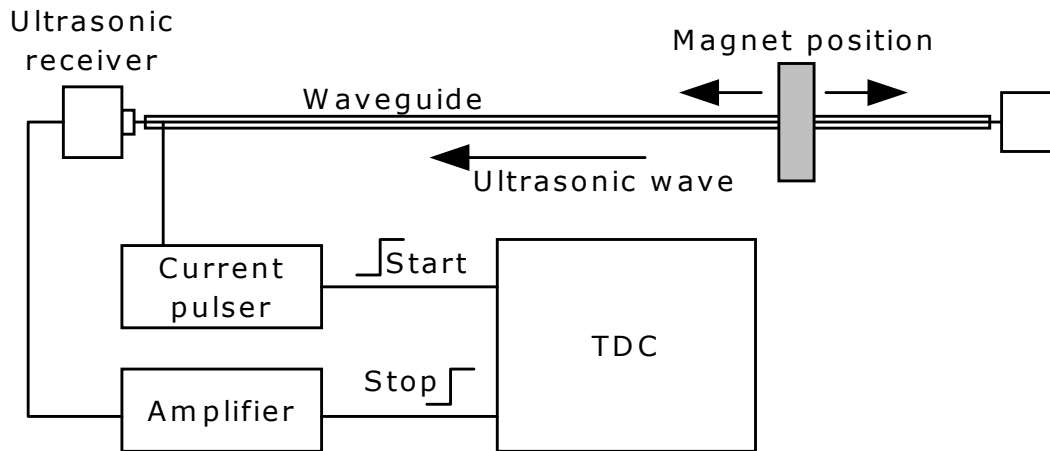 Ultrasonic
receiver
Magnet position
Waveguide
Ultrasonic wave
Current
pulser
Start
TDC
Stop
Amplifier